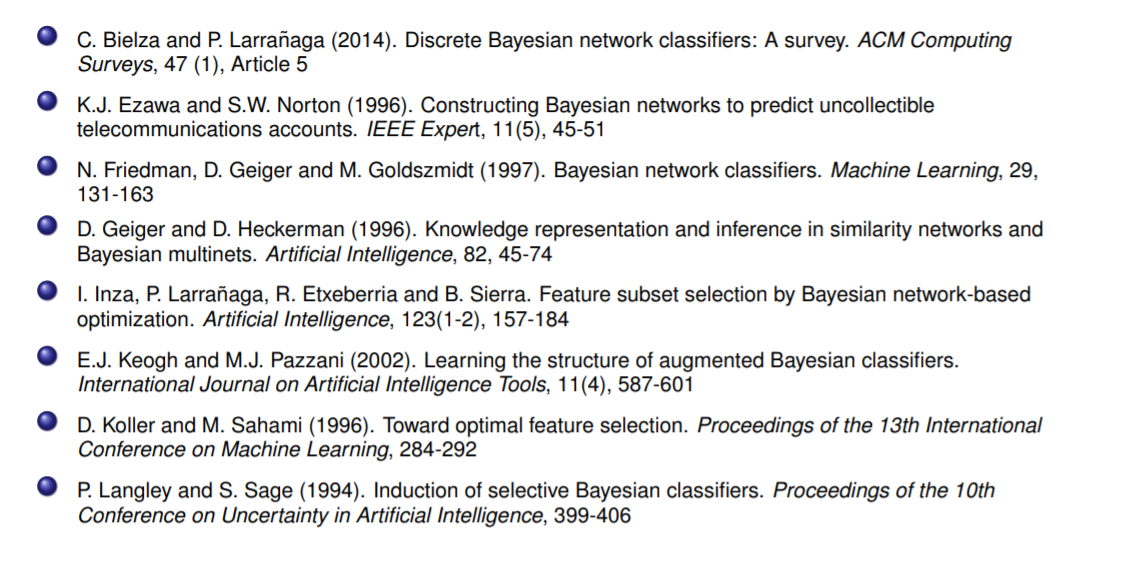 C. Bielza and P. Larrañaga (2014). Discrete Bayesian network classifiers: A survey. ACM Computing
Surveys, 47 (1), Article 5
K.J. Ezawa and S.W. Norton (1996). Constructing Bayesian networks to predict uncollectible
telecommunications accounts. IEEE Expert, 11(5), 45-51
N. Friedman, D. Geiger and M. Goldszmidt (1997). Bayesian network classifiers. Machine Learning, 29,
131-163
D. Geiger and D. Heckerman (1996). Knowledge representation and inference in similarity networks and
Bayesian multinets. Artificial Intelligence, 82, 45-74
I. Inza, P. Larrañaga, R. Etxeberria and B. Sierra. Feature subset selection by Bayesian network-based
optimization. Artificial Intelligence, 123(1-2), 157-184
E.J. Keogh and M.J. Pazzani (2002). Learning the structure of augmented Bayesian classifiers.
International Journal on Artificial Intelligence Tools, 11(4), 587-601
D. Koller and M. Sahami (1996). Toward optimal feature selection. Proceedings of the 13th International
Conference on Machine Learning, 284-292
P. Langley and S. Sage (1994). Induction of selective Bayesian classifiers. Proceedings of the 10th
Conference on Uncertainty in Artificial Intelligence, 399-406